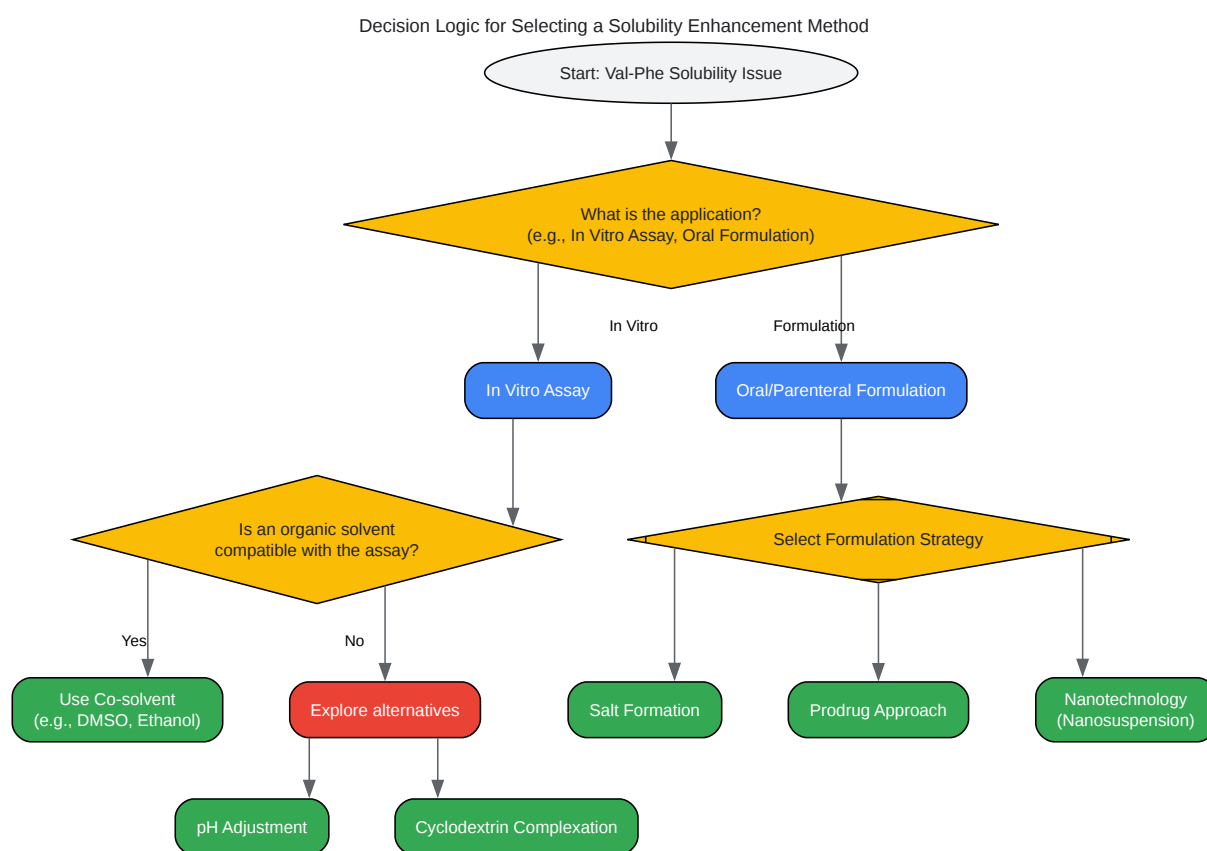 Decision Logic for Selecting a Solubility Enhancement Method
Start: Val-Phe Solubility Issue
What is the application?
(e.g., In Vitro Assay, Oral Formulation)
In Vitro
Formulation
In Vitro Assay
Oral/Parenteral Formulation
Is an organic solvent
compatible with the assay?
Select Formulation Strategy
Yes
No
Use Co-solvent
(e.g., DMSO, Ethanol)
Explore alternatives
Salt Formation
Prodrug Approach
Nanotechnology
(Nanosuspension)
pH Adjustment
Cyclodextrin Complexation